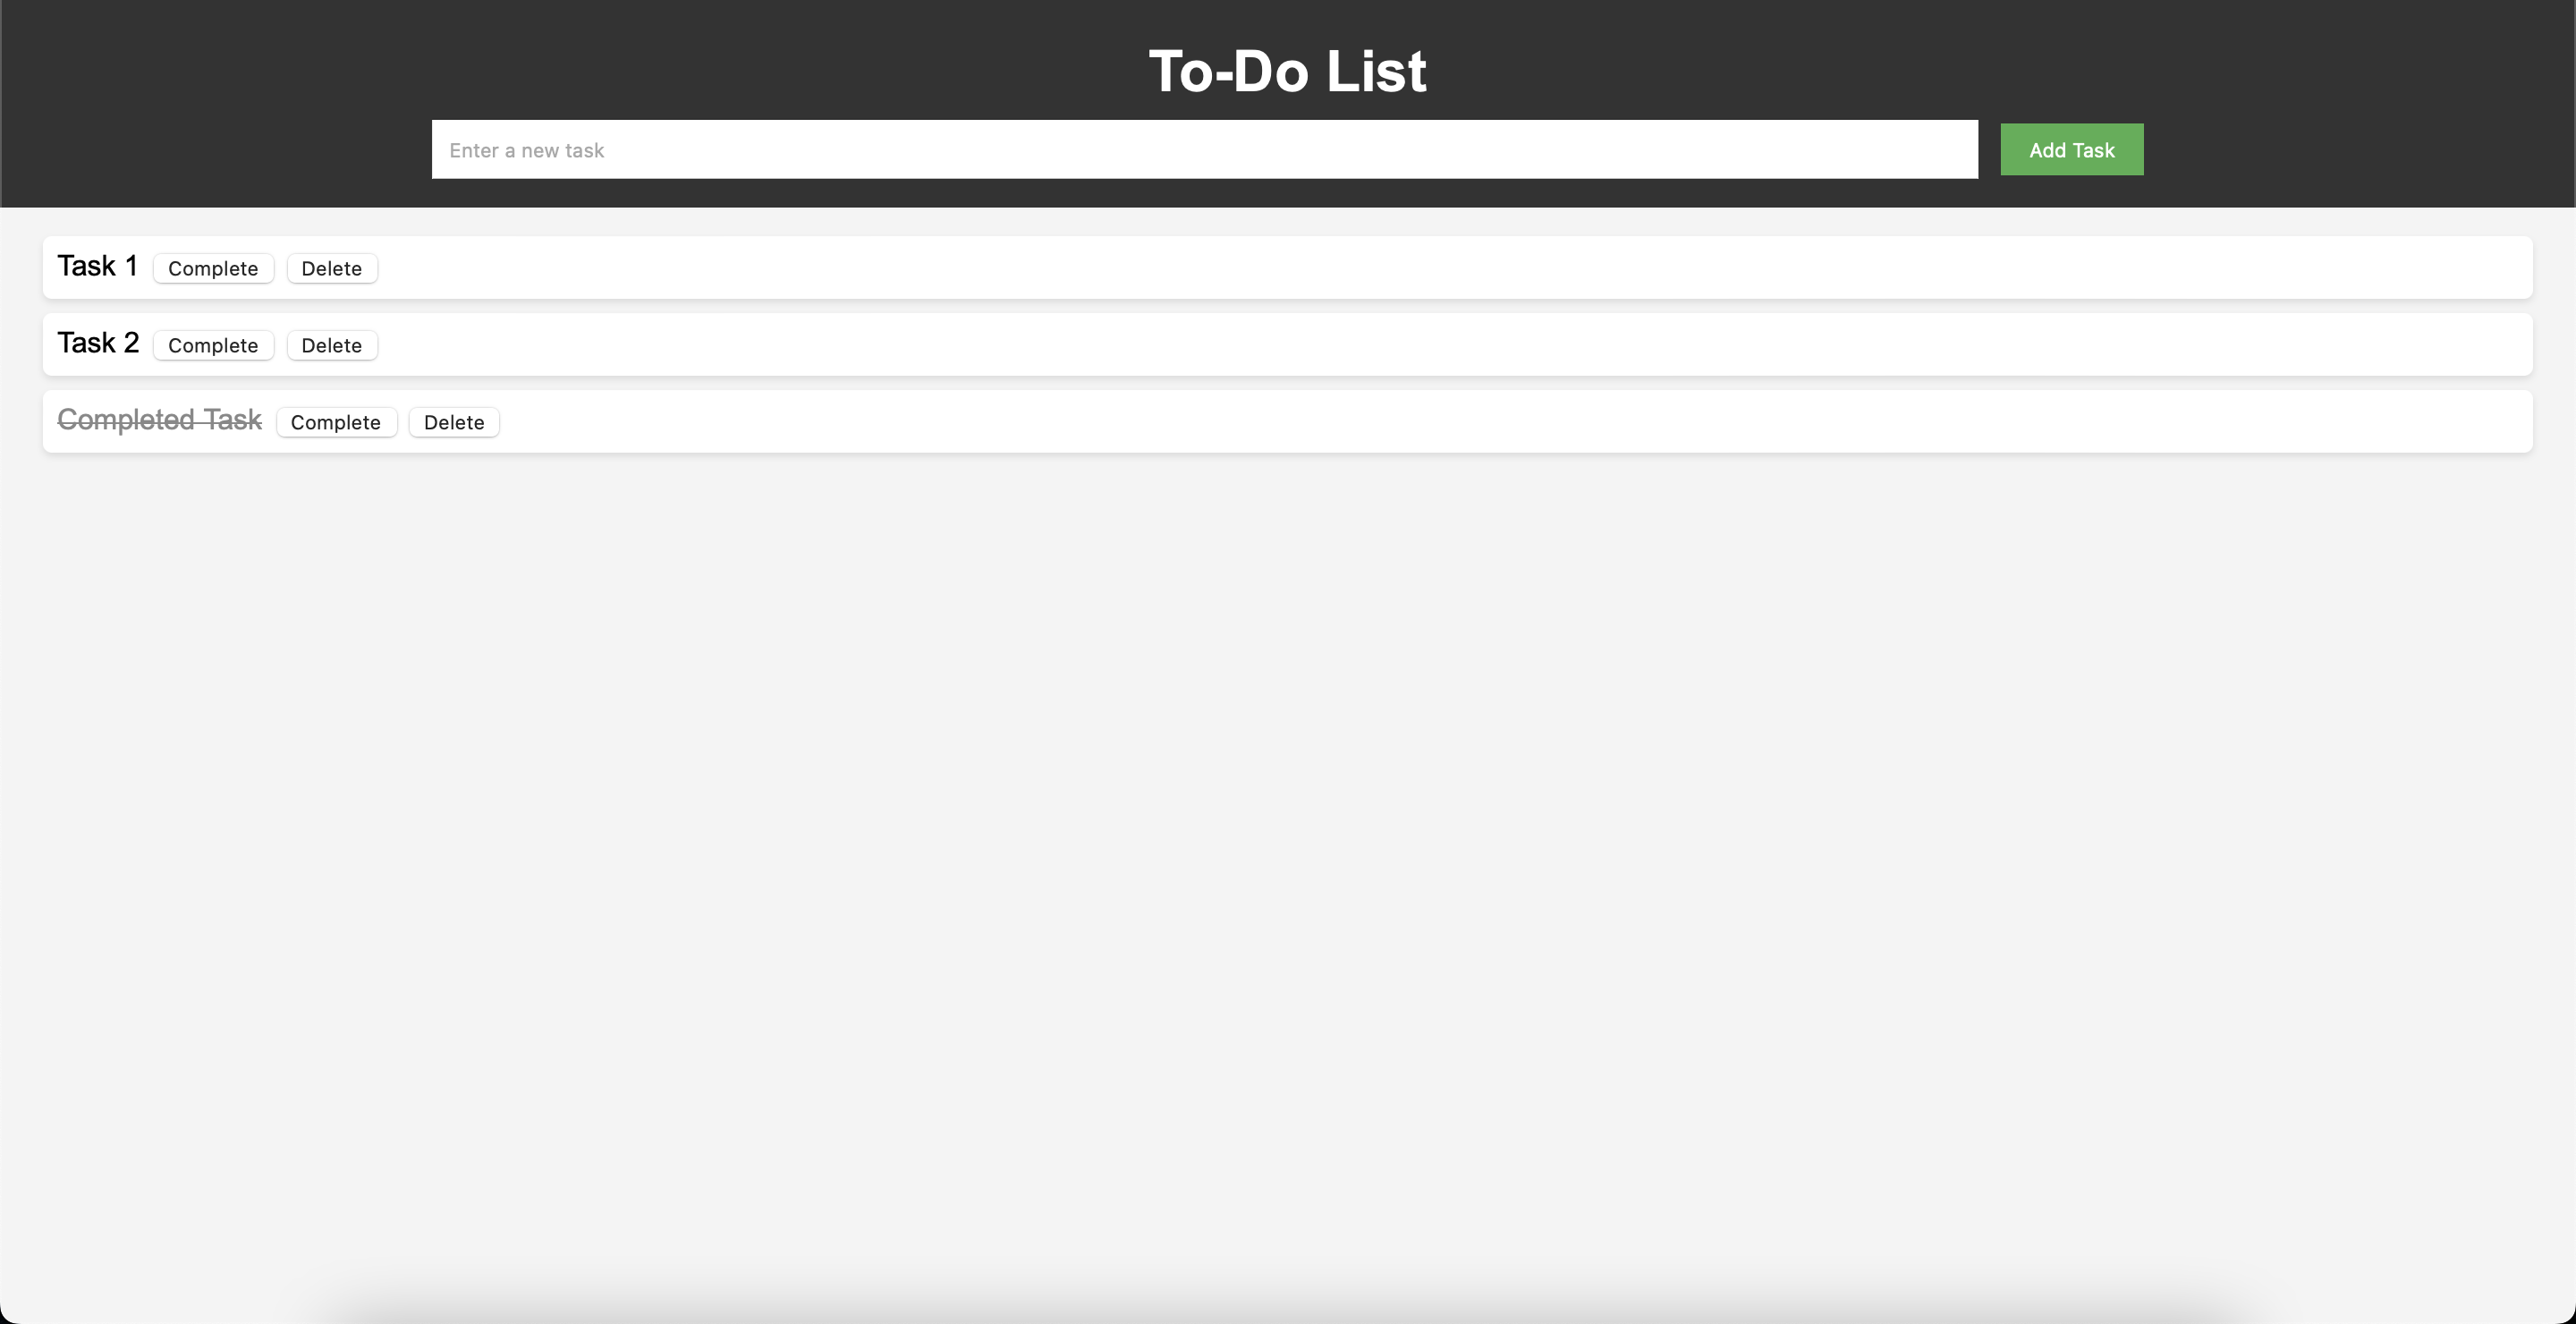 To-Do List
Enter a new task Add Task
Task 1 Complete Delete
Task 2 Complete Delete
Completed Task Complete Delete